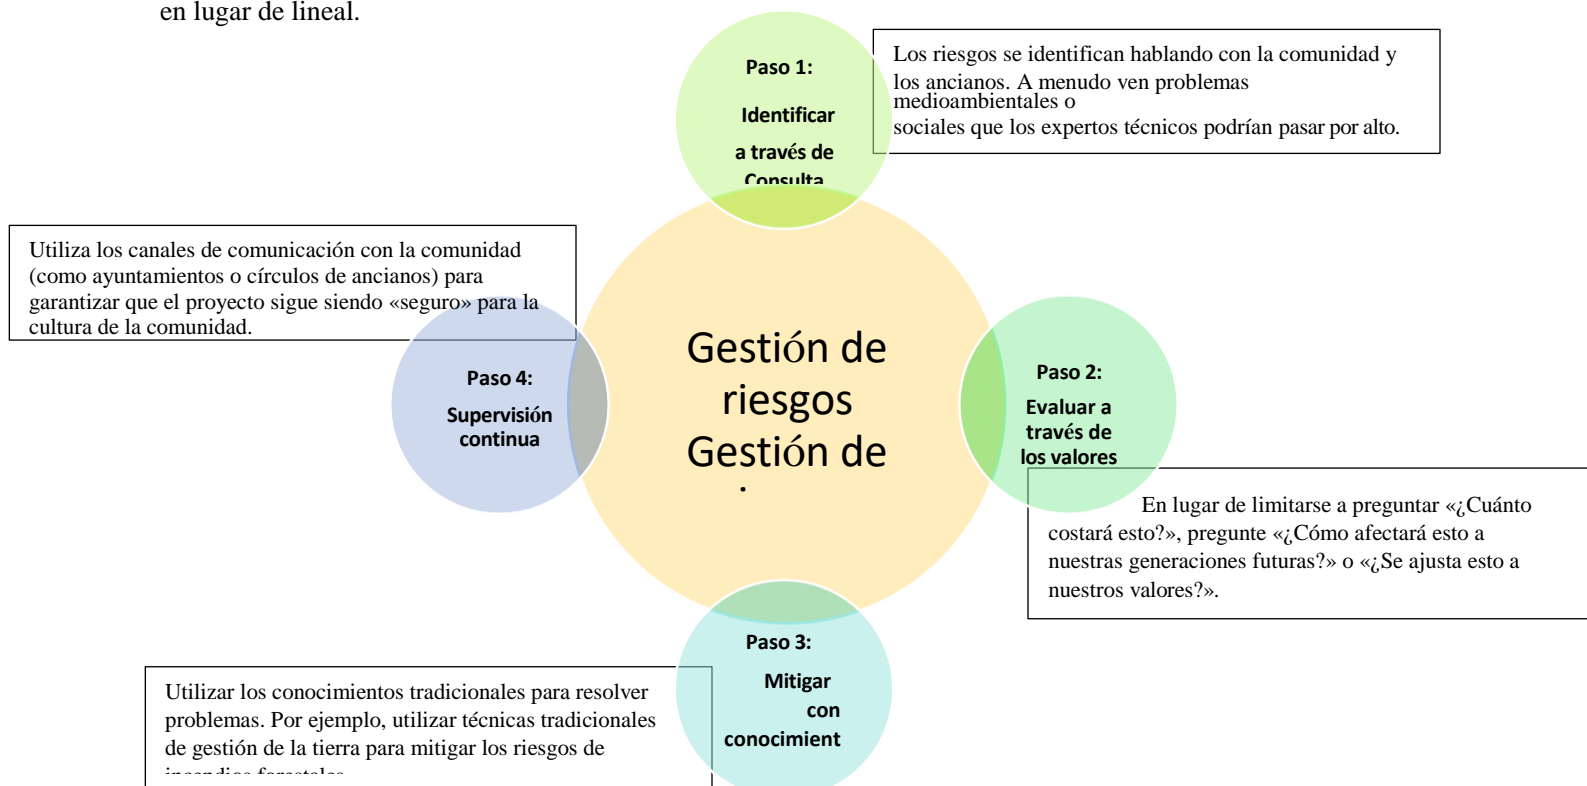 en lugar de lineal.
Paso 1:
Identificar
a través de
Consulta
Los riesgos se identifican hablando con la comunidad y
los ancianos. A menudo ven problemas
medioambientales o
sociales que los expertos técnicos podrían pasar por alto.
Utiliza los canales de comunicación con la comunidad
(como ayuntamientos o círculos de ancianos) para
garantizar que el proyecto sigue siendo «seguro» para la
cultura de la comunidad.
Gestión de
riesgos
Gestión de
Paso 4:
Supervisión
continua
Paso 2:
Evaluar a
través de
los valores
En lugar de limitarse a preguntar «¿Cuánto
costará esto?», pregunte «¿Cómo afectará esto a
nuestras generaciones futuras?» o «¿Se ajusta esto a
nuestros valores?».
Paso 3:
Mitigar
con
conocimient
Utilizar los conocimientos tradicionales para resolver
problemas. Por ejemplo, utilizar técnicas tradicionales
de gestión de la tierra para mitigar los riesgos de
incendios forestales